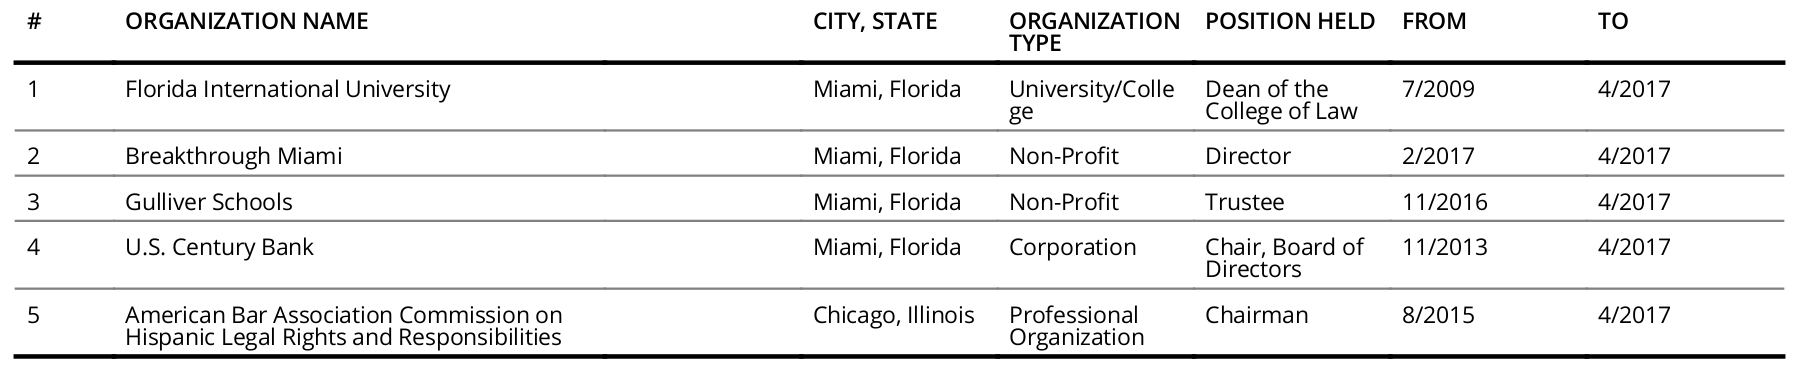 # ORGANIZATION NAME CITY, STATE ORGANIZATION POSITION HELD FROM TO
TYPE
1 Florida International University Miami, Florida University/Colle Dean of the 7/2009 4/2017
ge College of Law
2 Breakthrough Miami Miami, Florida Non-Profit Director 2/2017 4/2017
3 Gulliver Schools Miami, Florida Non-Profit Trustee 11/2016 4/2017
4 U.S. Century Bank Miami, Florida Corporation Chair, Board of 11/2013 4/2017
Directors
5 American Bar Association Commission on Chicago, Illinois Professional Chairman 8/2015 4/2017
Hispanic Legal Rights and Responsibilities Organization